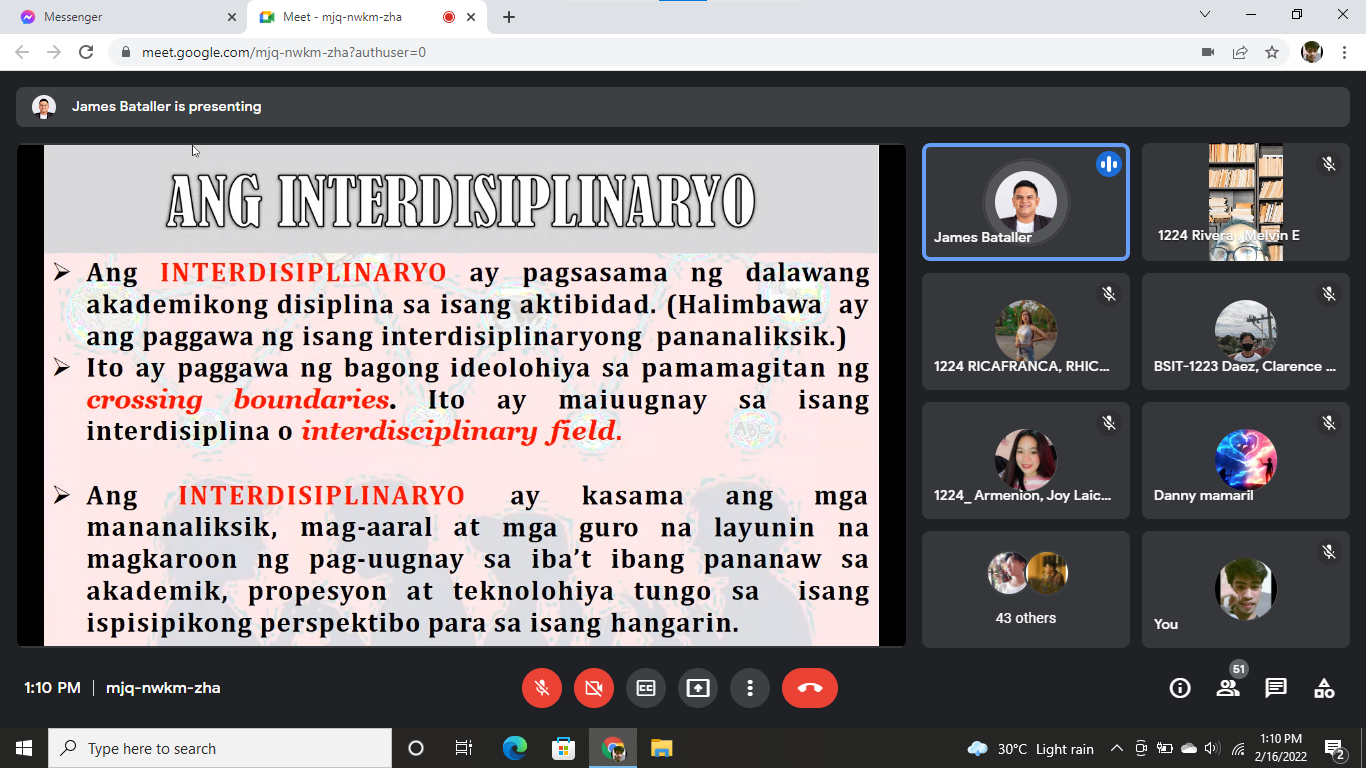 Messenger
Meet - mjq-nwkm-zha
meet.google.com/mjq-nwkm-zha?authuser=0
James Bataller is presenting
ANG INTERDISIPLINARYO
➢ Ang INTERDISIPLINARYO ay pagsasama ng dalawang
akademikong disiplina sa isang aktibidad. (Halimbawa ay
ang paggawa ng isang interdisiplinaryong pananaliksik.)
➢ Ito ay paggawa ng bagong ideolohiya sa pamamagitan ng
crossing boundaries. Ito ay maiuugnay sa isang
interdisiplina o interdisciplinary field.
➢ Ang INTERDISIPLINARYO ay kasama ang mga
mananaliksik, mag-aaral at mga guro na layunin na
magkaroon ng pag-uugnay sa iba't ibang pananaw sa
akademik, propesyon at teknolohiya tungo sa isang
ispisipikong perspektibo para sa isang hangarin.
James Bataller
1224 Rivera, Melvin E
1224 RICAFRANCA, RHIC...
BSIT-1223 Daez, Clarence ...
1224_ Armenion, Joy Laic...
Danny mamaril
43 others
You
1:10 PM | mjq-nwkm-zha
51
Type here to search
30°C Light rain
1:10 PM
2/16/2022
2